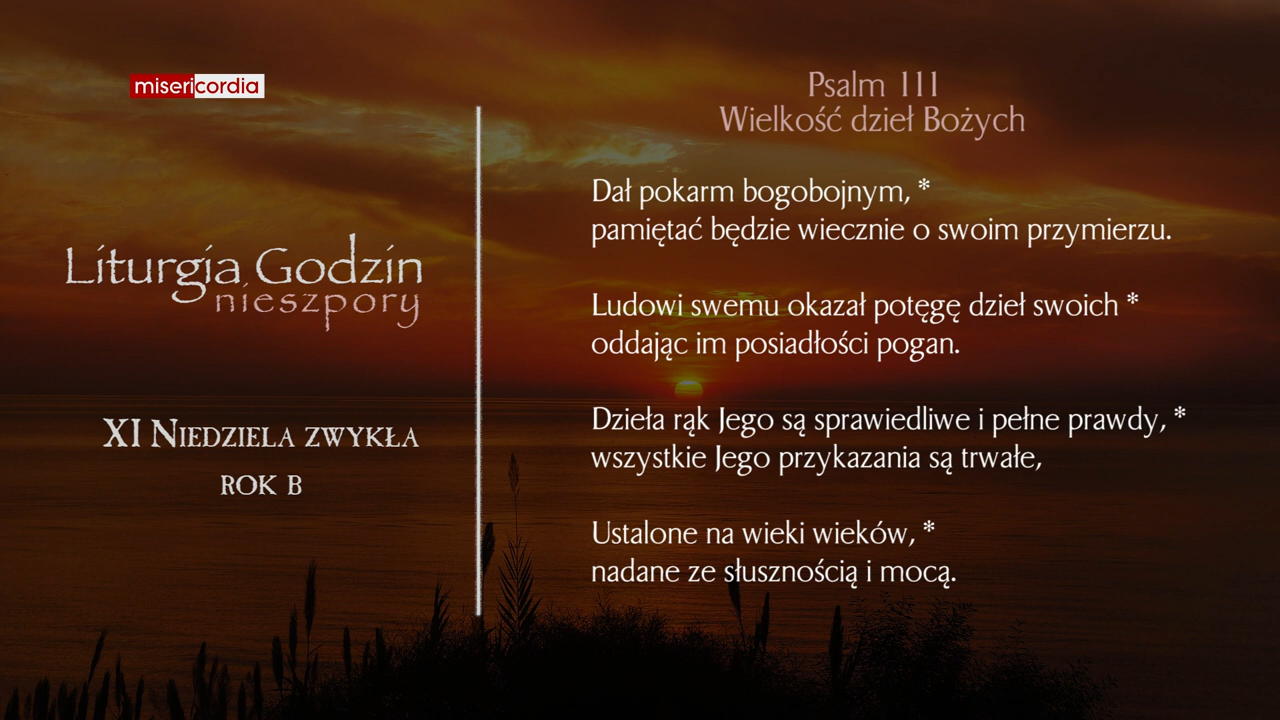 misericordia
Liturgia Godzin
nieszpory
XI Niedziela zwykła
rok B
Psalm 111
Wielkość dzieł Bożych
Dał pokarm bogobojnym, *
pamiętać będzie wiecznie o swoim przymierzu.
Ludowi swemu okazał potęgę dzieł swoich *
oddając im posiadłości pogan.
Dzieła rąk Jego są sprawiedliwe i pełne prawdy, *
wszystkie Jego przykazania są trwałe,
Ustalone na wieki wieków, *
nadane ze słusznością i mocą.